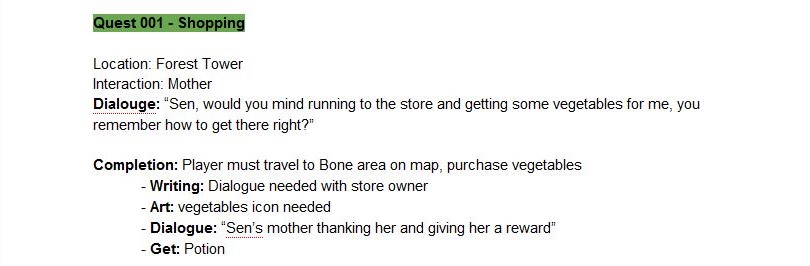 Quest 001 - Shopping
Location: Forest Tower
Interaction: Mother
Dialouge: “Sen, would you mind running to the store and getting some vegetables for me, you
remember how to get there right?”
Completion: Player must travel to Bone area on map, purchase vegetables
- Writing: Dialogue needed with store owner
- Art: vegetables icon needed
- Dialogue: “Sen’s mother thanking her and giving her a reward”
- Get: Potion